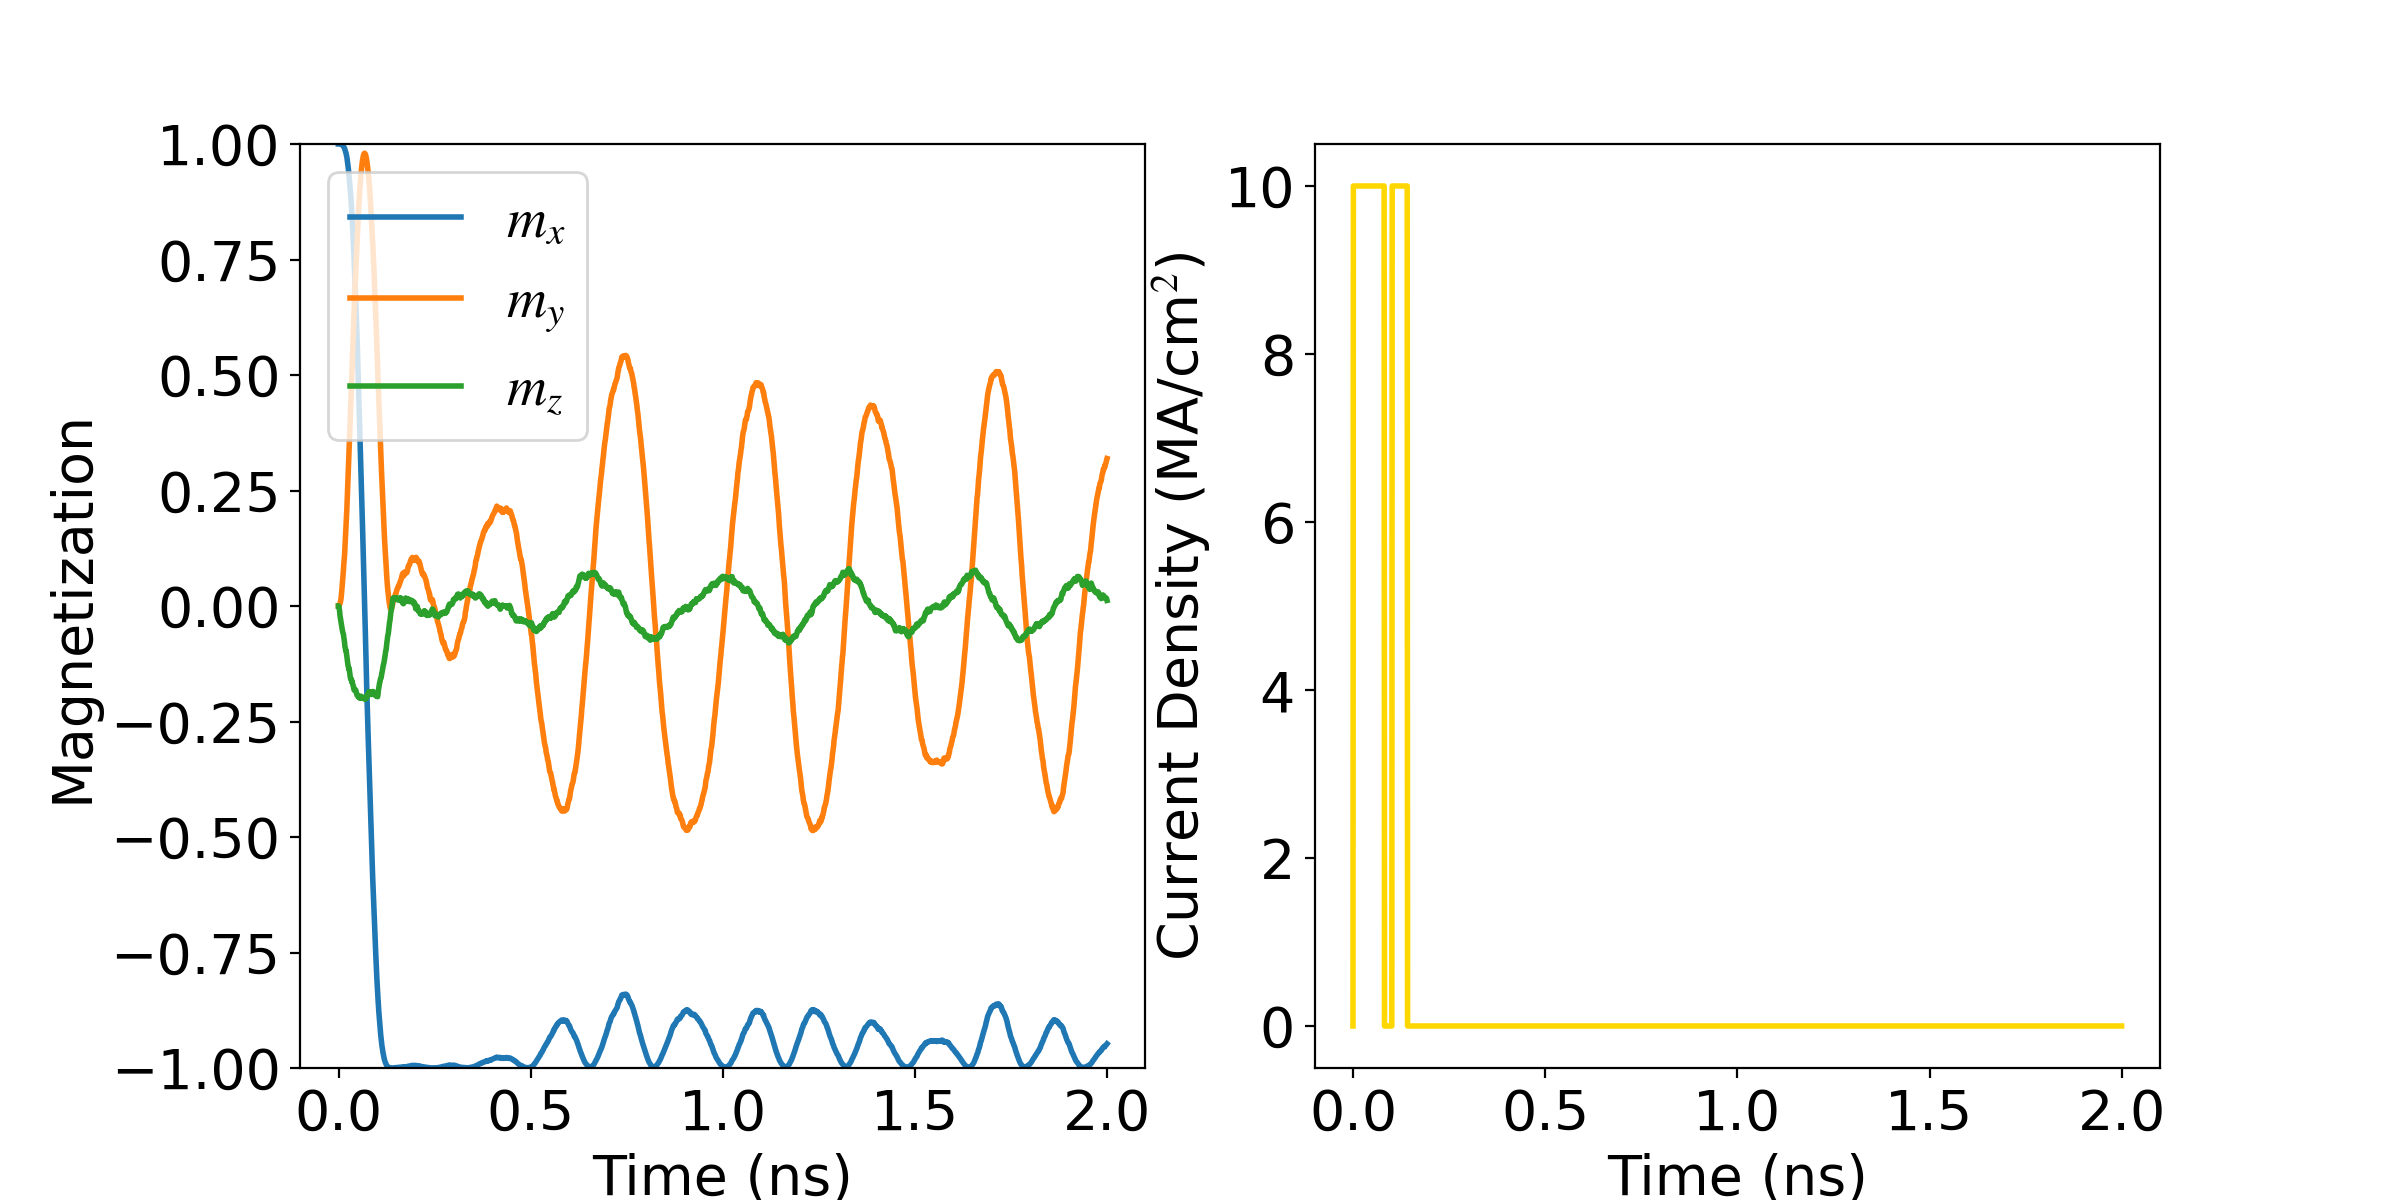 1.00
0.75
0.50
0.25
0.00
−0.25
−0.50
−0.75
−1.00
Magnetization
m_x
m_y
m_z
0.0 0.5 1.0 1.5 2.0
Time (ns)
Current Density (MA/cm²)
10
8
6
4
2
0
0.0 0.5 1.0 1.5 2.0
Time (ns)